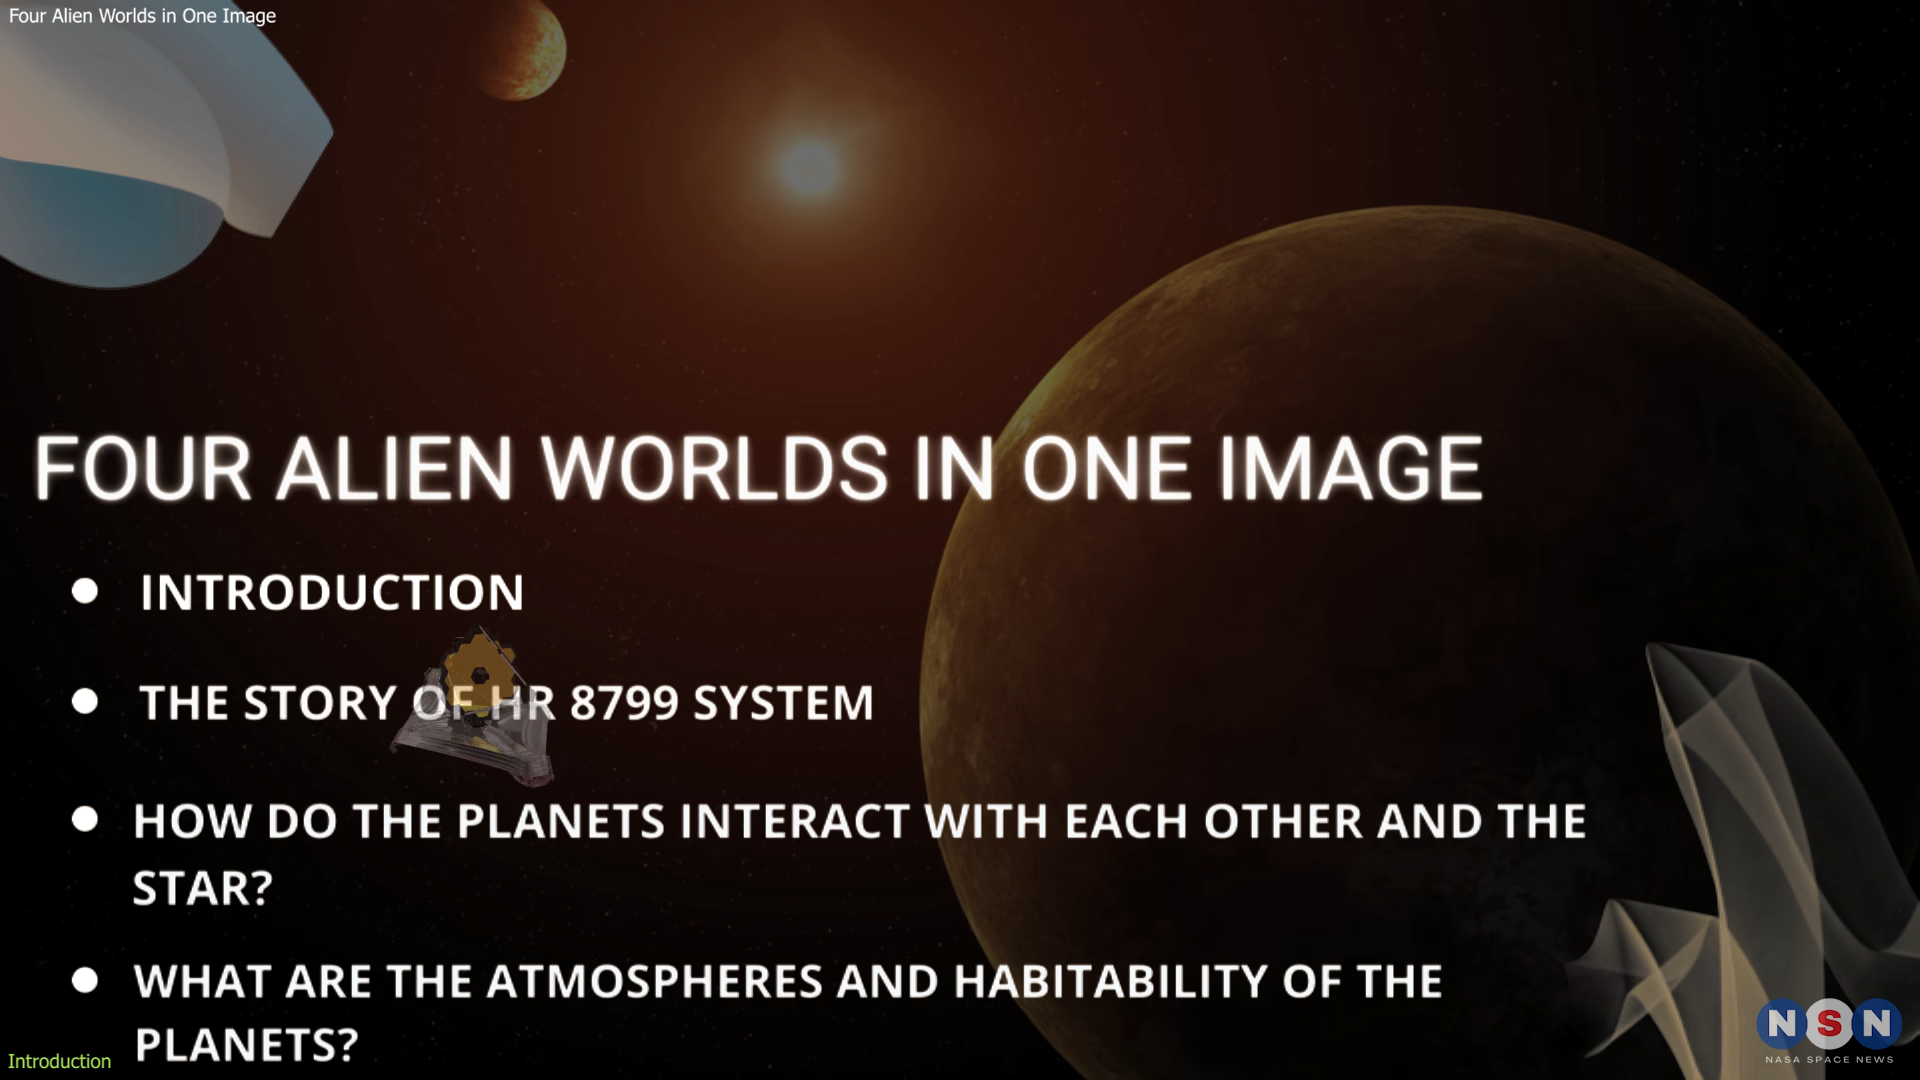 Four Alien Worlds in One Image
FOUR ALIEN WORLDS IN ONE IMAGE
INTRODUCTION
THE STORY OF HR 8799 SYSTEM
HOW DO THE PLANETS INTERACT WITH EACH OTHER AND THE
STAR?
WHAT ARE THE ATMOSPHERES AND HABITABILITY OF THE
PLANETS?
Introduction
NSN
NASA SPACE NEWS